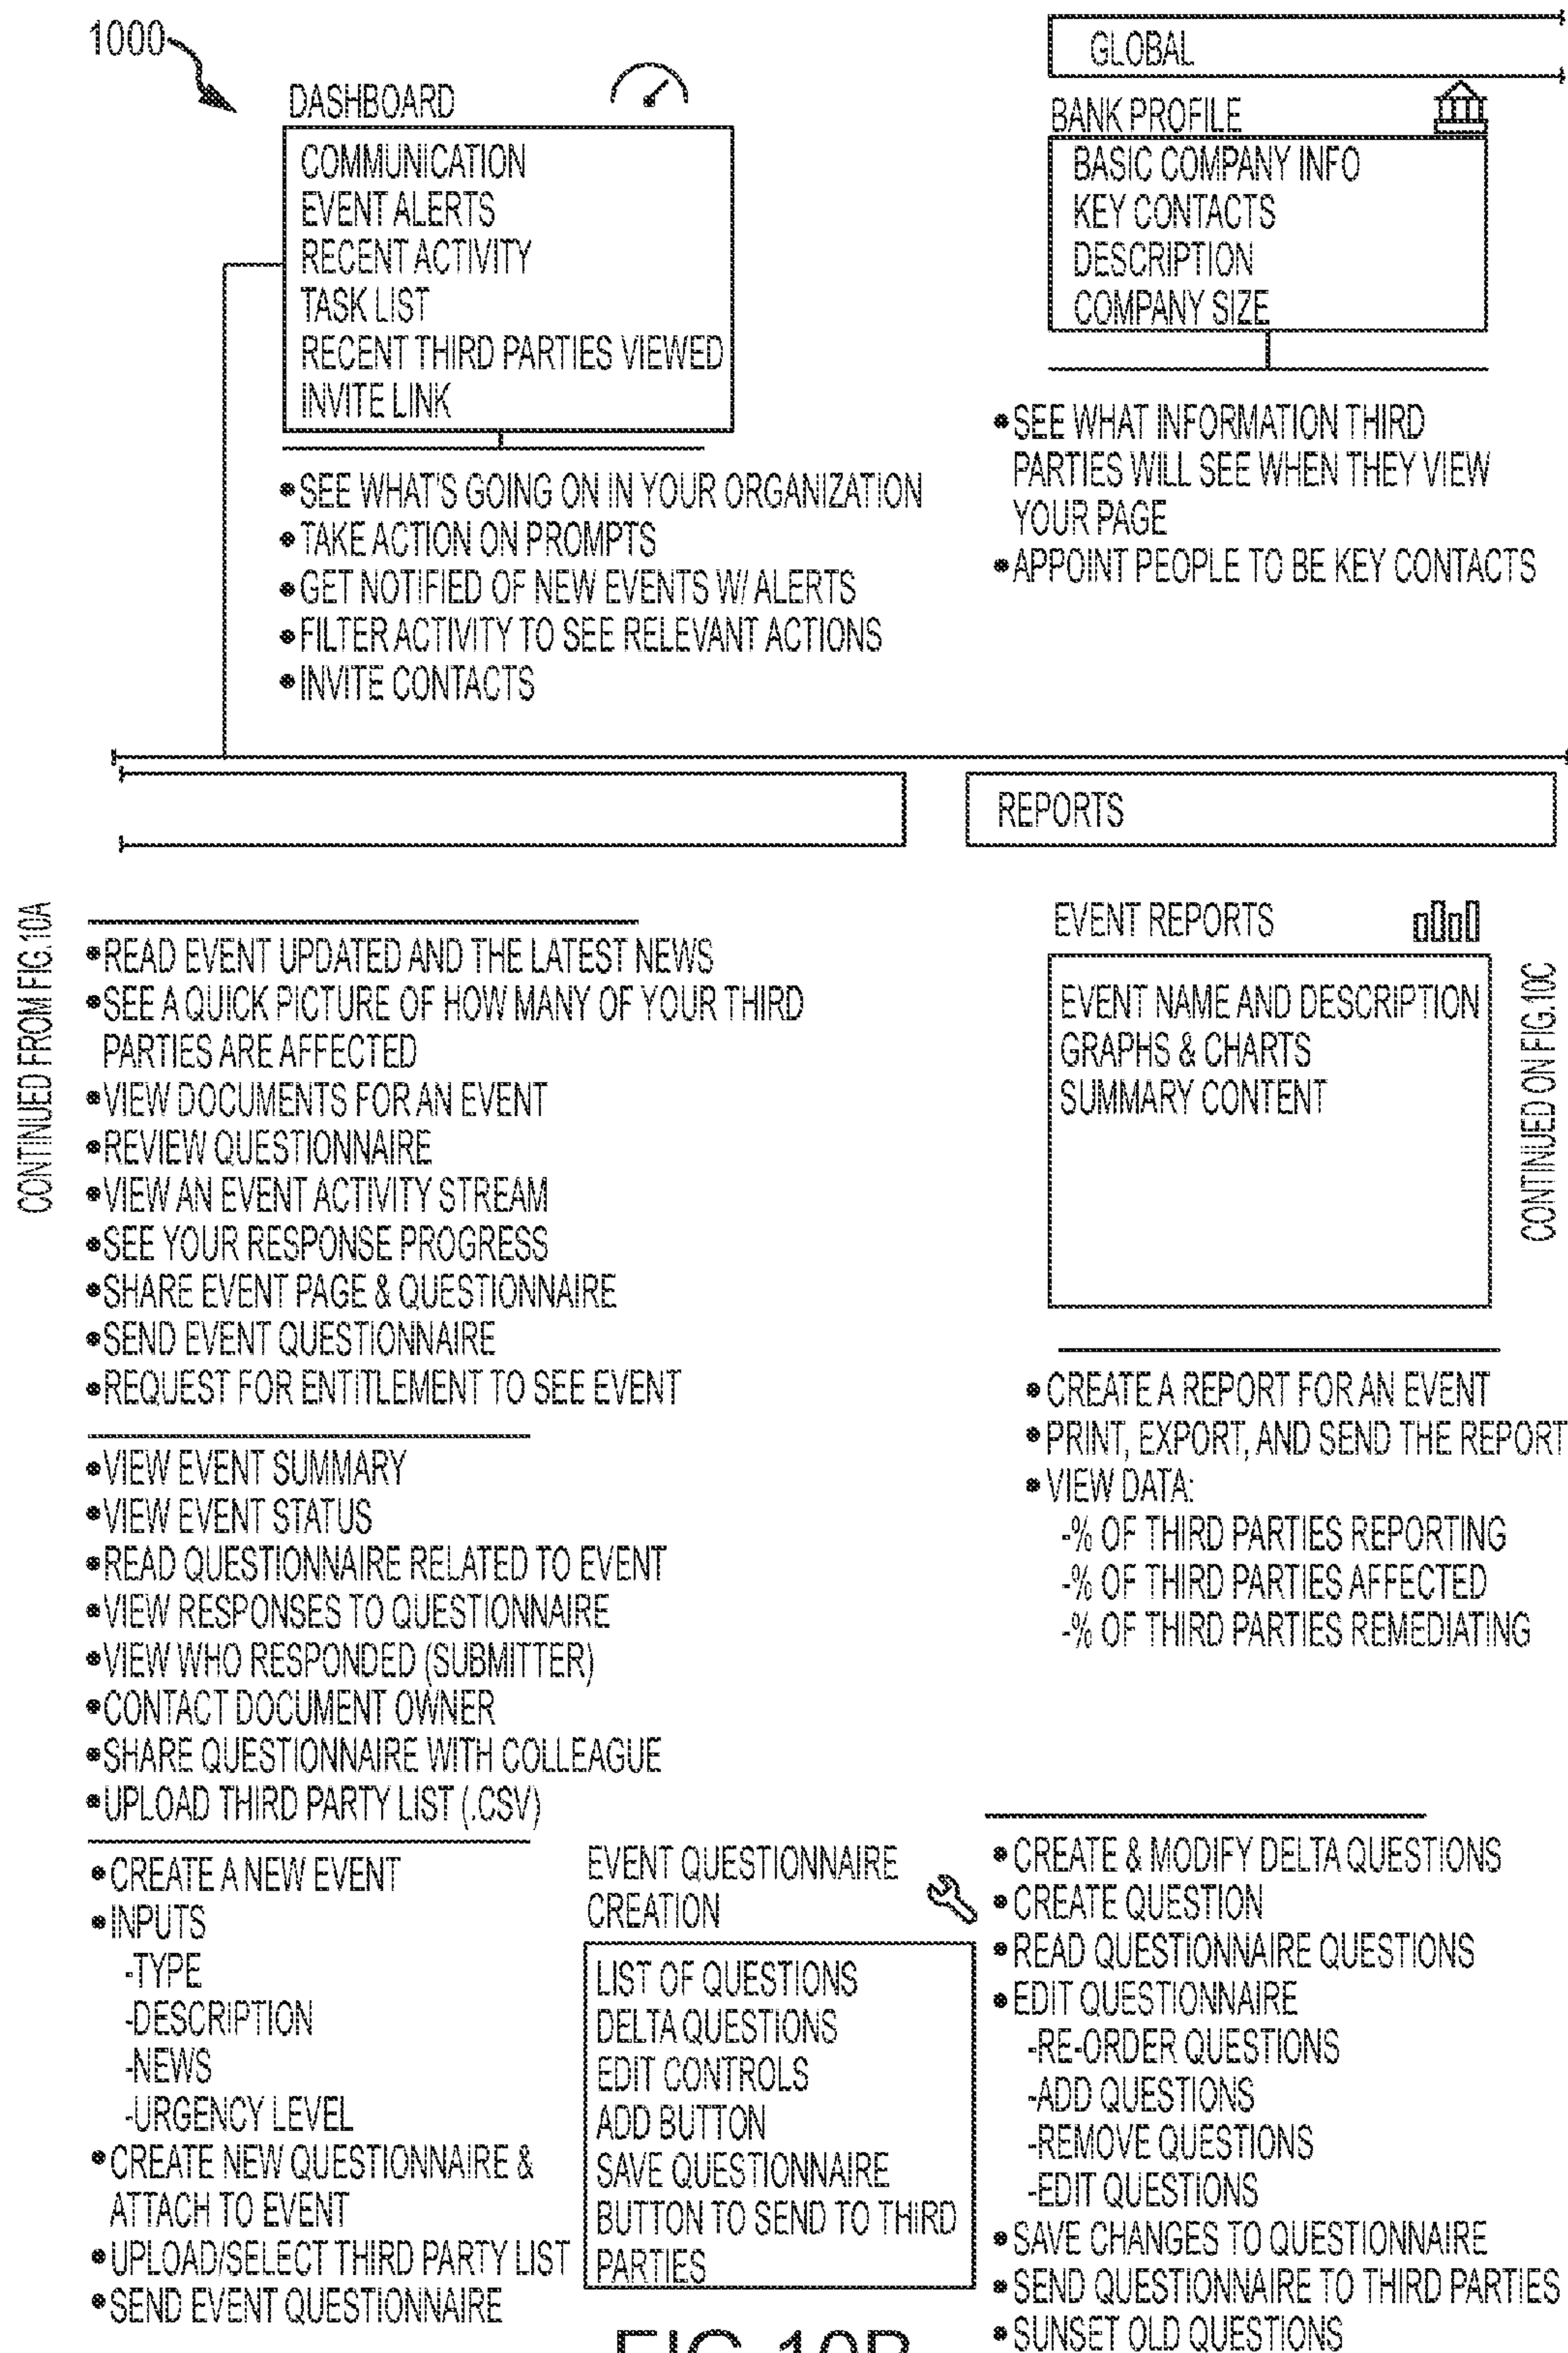 1000
DASHBOARD
COMMUNICATION
EVENT ALERTS
RECENT ACTIVITY
TASK LIST
RECENT THIRD PARTIES VIEWED
INVITE LINK
• SEE WHAT'S GOING ON IN YOUR ORGANIZATION
• TAKE ACTION ON PROMPTS
• GET NOTIFIED OF NEW EVENTS W/ ALERTS
• FILTER ACTIVITY TO SEE RELEVANT ACTIONS
• INVITE CONTACTS
GLOBAL
BANK PROFILE
BASIC COMPANY INFO
KEY CONTACTS
DESCRIPTION
COMPANY SIZE
• SEE WHAT INFORMATION THIRD
PARTIES WILL SEE WHEN THEY VIEW
YOUR PAGE
• APPOINT PEOPLE TO BE KEY CONTACTS
REPORTS
CONTINUED FROM FIG.10A
• READ EVENT UPDATED AND THE LATEST NEWS
• SEE A QUICK PICTURE OF HOW MANY OF YOUR THIRD
PARTIES ARE AFFECTED
• VIEW DOCUMENTS FOR AN EVENT
• REVIEW QUESTIONNAIRE
• VIEW AN EVENT ACTIVITY STREAM
• SEE YOUR RESPONSE PROGRESS
• SHARE EVENT PAGE & QUESTIONNAIRE
• SEND EVENT QUESTIONNAIRE
• REQUEST FOR ENTITLEMENT TO SEE EVENT
• VIEW EVENT SUMMARY
• VIEW EVENT STATUS
• READ QUESTIONNAIRE RELATED TO EVENT
• VIEW RESPONSES TO QUESTIONNAIRE
• VIEW WHO RESPONDED (SUBMITTER)
• CONTACT DOCUMENT OWNER
• SHARE QUESTIONNAIRE WITH COLLEAGUE
• UPLOAD THIRD PARTY LIST (.CSV)
EVENT REPORTS
EVENT NAME AND DESCRIPTION
GRAPHS & CHARTS
SUMMARY CONTENT
CONTINUED ON FIG.10C
• CREATE A REPORT FOR AN EVENT
• PRINT, EXPORT, AND SEND THE REPORT
• VIEW DATA:
-% OF THIRD PARTIES REPORTING
-% OF THIRD PARTIES AFFECTED
-% OF THIRD PARTIES REMEDIATING
• CREATE A NEW EVENT
• INPUTS
-TYPE
-DESCRIPTION
-NEWS
-URGENCY LEVEL
• CREATE NEW QUESTIONNAIRE &
ATTACH TO EVENT
• UPLOAD/SELECT THIRD PARTY LIST
• SEND EVENT QUESTIONNAIRE
EVENT QUESTIONNAIRE
CREATION
LIST OF QUESTIONS
DELTA QUESTIONS
EDIT CONTROLS
ADD BUTTON
SAVE QUESTIONNAIRE
BUTTON TO SEND TO THIRD
PARTIES
• CREATE & MODIFY DELTA QUESTIONS
• CREATE QUESTION
• READ QUESTIONNAIRE QUESTIONS
• EDIT QUESTIONNAIRE
-RE-ORDER QUESTIONS
-ADD QUESTIONS
-REMOVE QUESTIONS
-EDIT QUESTIONS
• SAVE CHANGES TO QUESTIONNAIRE
• SEND QUESTIONNAIRE TO THIRD PARTIES
• SUNSET OLD QUESTIONS
FIG. 10B